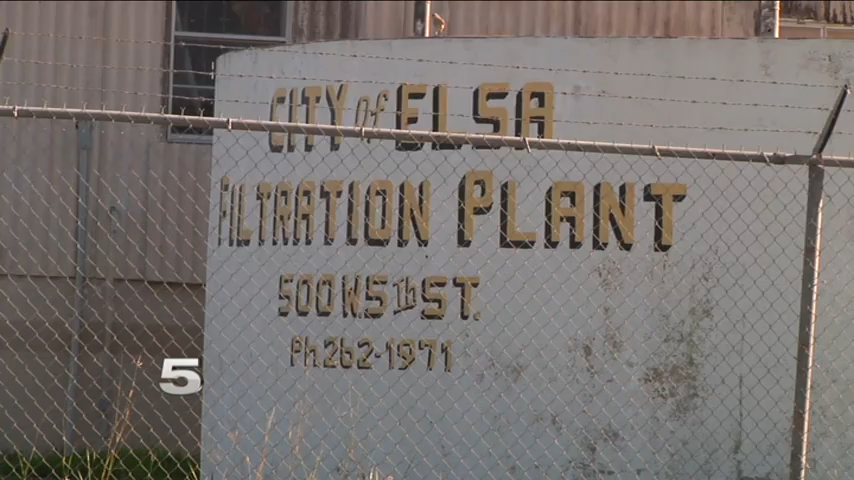 CITY of ELSA
FILTRATION PLANT
500 W. 5th ST.
Ph 262-1971
5